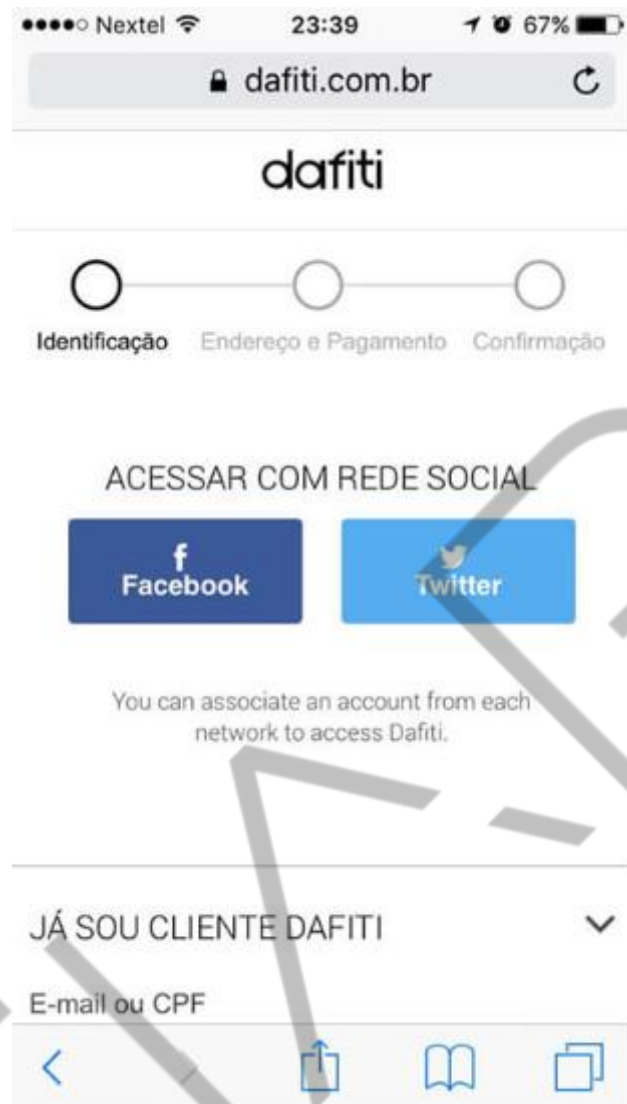 Nextel 23:39 67%
dafiti.com.br
dafiti
Identificação Endereço e Pagamento Confirmação
ACESSAR COM REDE SOCIAL
f
Facebook Twitter
You can associate an account from each
network to access Dafiti.
JÁ SOU CLIENTE DAFITI
E-mail ou CPF